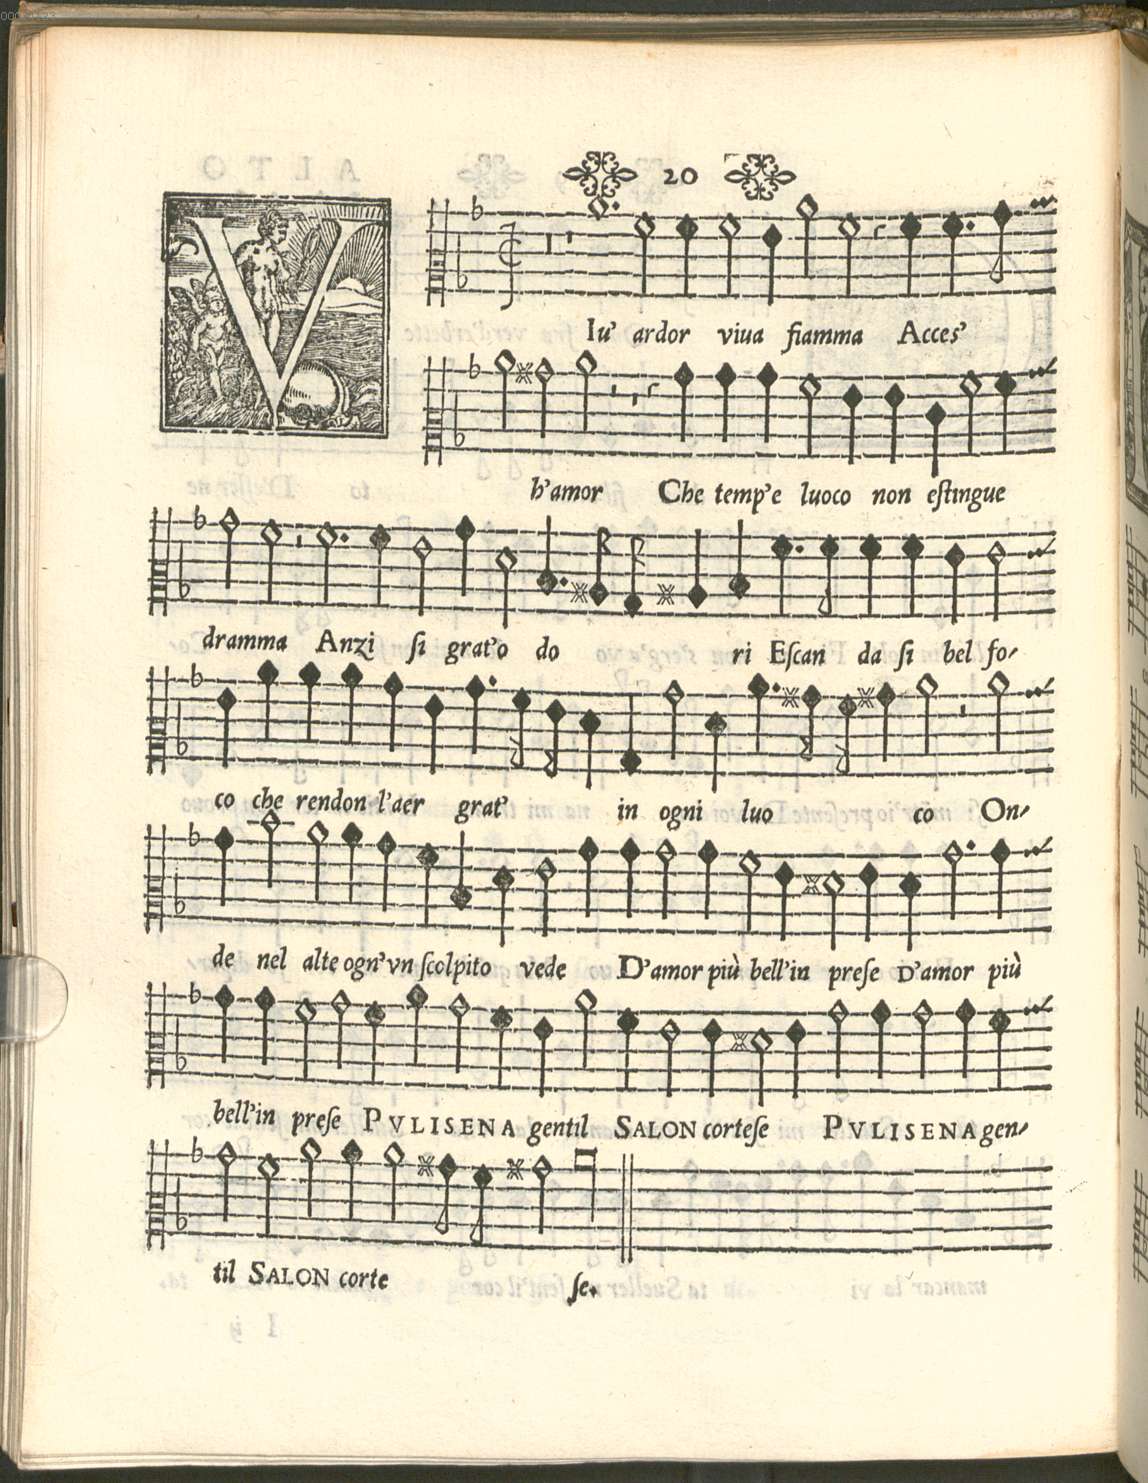 20
V
Iu' ardor viua fiamma Acces'
h'amor Che temp'e luoco non eſtingue
dramma Anzi ſi grat'o do ri Eſcan da ſi bel fo-
co che rendon l'aer grat' in ogni luo co On-
de nel alte ogn'vn ſcolpito vede D'amor più bell'in preſe D'amor più
bell'in preſe PVLISENA gentil SALON corteſe PVLISENA gen-
til SALON corte ſe.